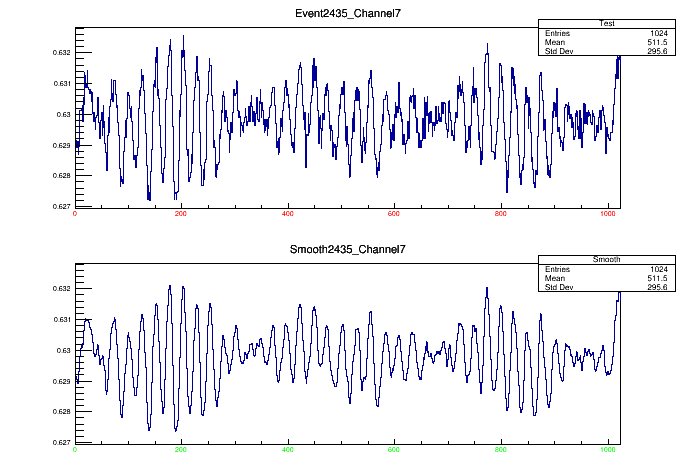 Event2435_Channel7
Test
Entries 1024
Mean 511.5
Std Dev 295.6
0.632
0.631
0.63
0.629
0.628
0.627
0 200 400 600 800 1000
Smooth2435_Channel7
Smooth
Entries 1024
Mean 511.5
Std Dev 295.6
0.632
0.631
0.63
0.629
0.628
0.627
0 200 400 600 800 1000